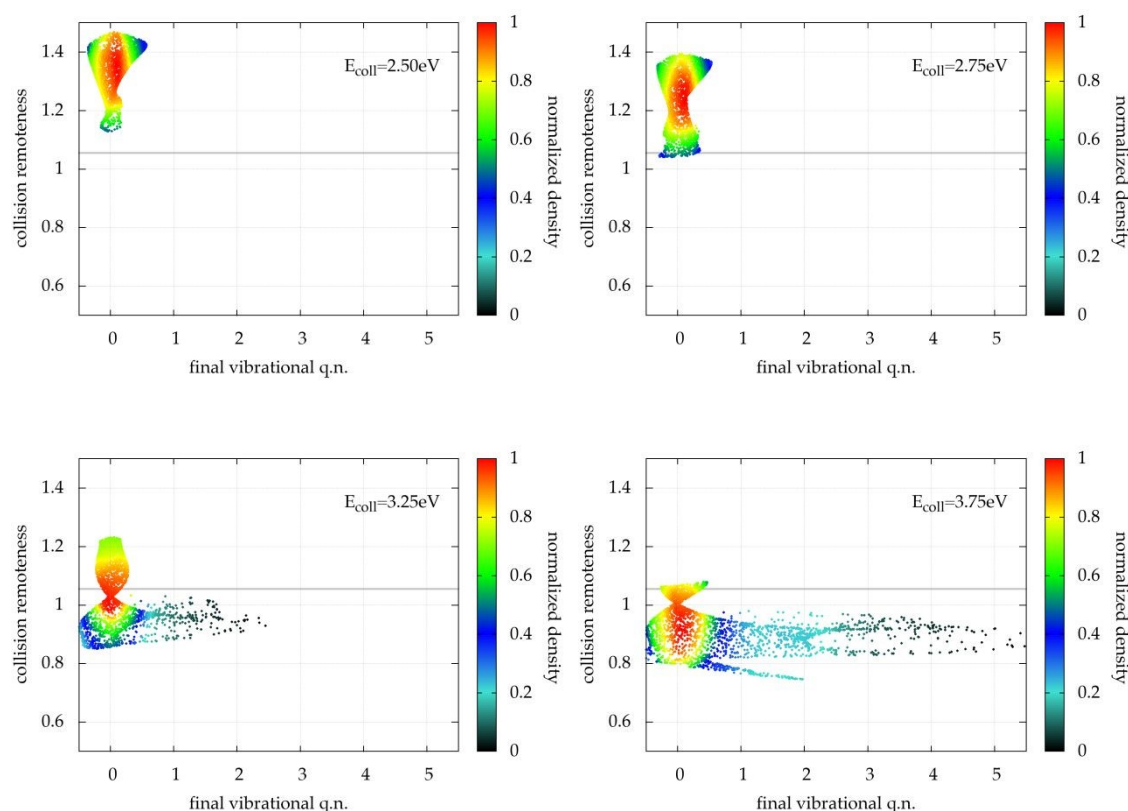 E_coll=2.50eV
collision remoteness
1.4
1.2
1
0.8
0.6
0 1 2 3 4 5
final vibrational q.n.
1
0.8
0.6
0.4
0.2
0
normalized density
E_coll=2.75eV
collision remoteness
1.4
1.2
1
0.8
0.6
0 1 2 3 4 5
final vibrational q.n.
1
0.8
0.6
0.4
0.2
0
normalized density
E_coll=3.25eV
collision remoteness
1.4
1.2
1
0.8
0.6
0 1 2 3 4 5
final vibrational q.n.
1
0.8
0.6
0.4
0.2
0
normalized density
E_coll=3.75eV
collision remoteness
1.4
1.2
1
0.8
0.6
0 1 2 3 4 5
final vibrational q.n.
1
0.8
0.6
0.4
0.2
0
normalized density